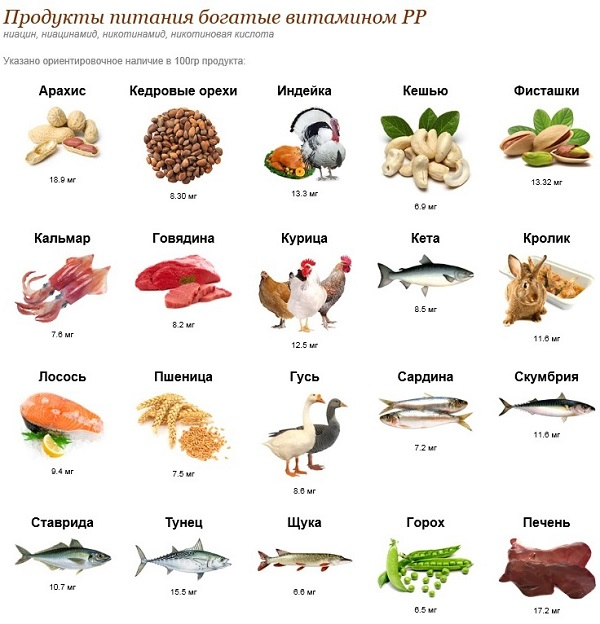 Продукты питания богатые витамином PP
ниацин, ниацинамид, никотинамид, никотиновая кислота
Указано ориентировочное наличие в 100гр продукта:
Арахис Кедровые орехи Индейка Кешью Фисташки
18.9 мг 8.30 мг 13.3 мг 6.9 мг 13.32 мг
Кальмар Говядина Курица Кета Кролик
7.6 мг 8.2 мг 12.5 мг 8.5 мг 11.6 мг
Лосось Пшеница Гусь Сардина Скумбрия
9.4 мг 7.5 мг 8.6 мг 7.2 мг 11.6 мг
Ставрида Тунец Щука Горох Печень
10.7 мг 15.5 мг 6.6 мг 6.5 мг 17.2 мг